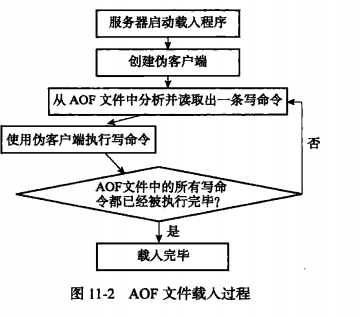 服务器启动载入程序
创建伪客户端
从 AOF 文件中分析并读取出一条写命令
使用伪客户端执行写命令
否
AOF文件中的所有写命
令都已经被执行完毕?
是
载入完毕
图 11-2 AOF 文件载入过程